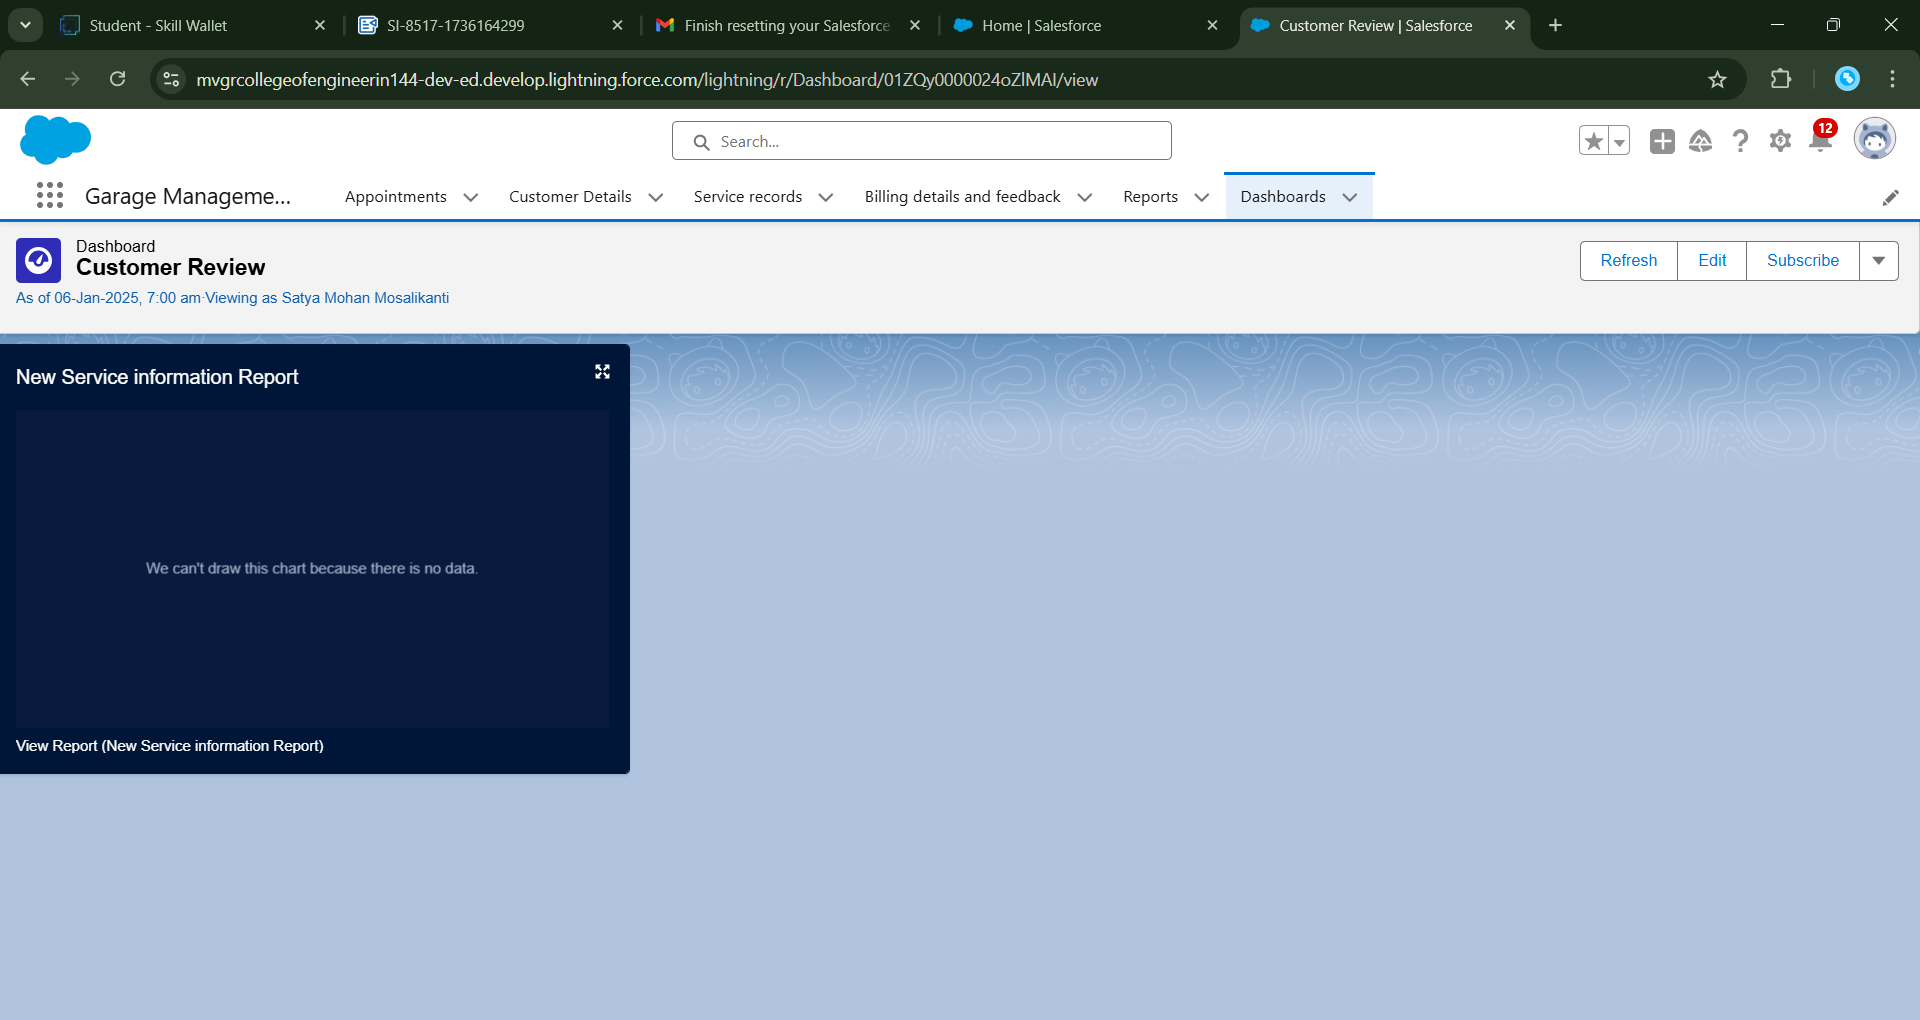 Student - Skill Wallet
SI-8517-1736164299
Finish resetting your Salesforce
Home | Salesforce
Customer Review | Salesforce
mvgrcollegeofengineerin144-dev-ed.develop.lightning.force.com/lightning/r/Dashboard/01ZQy0000024oZlMAI/view
Search...
12
Garage Manageme...
Appointments
Customer Details
Service records
Billing details and feedback
Reports
Dashboards
Dashboard
Customer Review
As of 06-Jan-2025, 7:00 am·Viewing as Satya Mohan Mosalikanti
Refresh
Edit
Subscribe
New Service information Report
We can't draw this chart because there is no data.
View Report (New Service information Report)